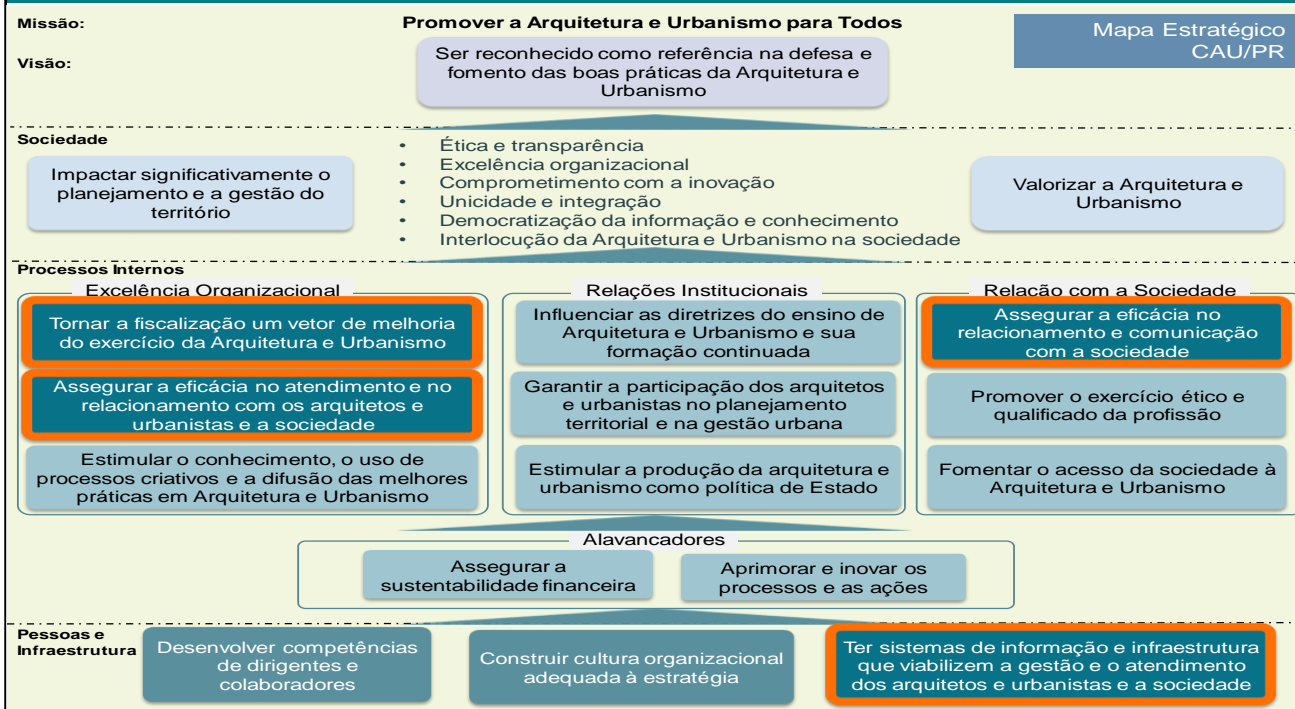 Missão:
Promover a Arquitetura e Urbanismo para Todos
Mapa Estratégico
CAU/PR
Visão:
Ser reconhecido como referência na defesa e
fomento das boas práticas da Arquitetura e
Urbanismo
Sociedade
Impactar significativamente o
planejamento e a gestão do
território
• Ética e transparência
• Excelência organizacional
• Comprometimento com a inovação
• Unicidade e integração
• Democratização da informação e conhecimento
• Interlocução da Arquitetura e Urbanismo na sociedade
Valorizar a Arquitetura e
Urbanismo
Processos Internos
Excelência Organizacional
Tornar a fiscalização um vetor de melhoria
do exercício da Arquitetura e Urbanismo
Assegurar a eficácia no atendimento e no
relacionamento com os arquitetos e
urbanistas e a sociedade
Estimular o conhecimento, o uso de
processos criativos e a difusão das melhores
práticas em Arquitetura e Urbanismo
Relações Institucionais
Influenciar as diretrizes do ensino de
Arquitetura e Urbanismo e sua
formação continuada
Garantir a participação dos arquitetos
e urbanistas no planejamento
territorial e na gestão urbana
Estimular a produção da arquitetura e
urbanismo como política de Estado
Relação com a Sociedade
Assegurar a eficácia no
relacionamento e comunicação
com a sociedade
Promover o exercício ético e
qualificado da profissão
Fomentar o acesso da sociedade à
Arquitetura e Urbanismo
Alavancadores
Assegurar a
sustentabilidade financeira
Aprimorar e inovar os
processos e as ações
Pessoas e
Infraestrutura
Desenvolver competências
de dirigentes e
colaboradores
Construir cultura organizacional
adequada à estratégia
Ter sistemas de informação e infraestrutura
que viabilizem a gestão e o atendimento
dos arquitetos e urbanistas e a sociedade